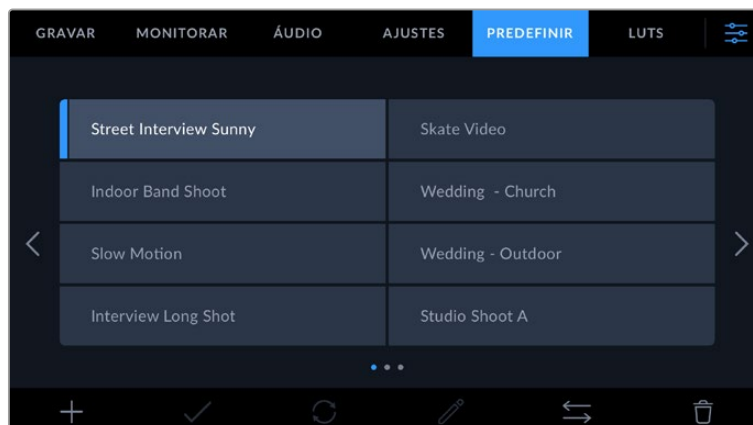 GRAVAR MONITORAR ÁUDIO AJUSTES PREDEFINIR LUTS
Street Interview Sunny Skate Video
Indoor Band Shoot Wedding - Church
Slow Motion Wedding - Outdoor
Interview Long Shot Studio Shoot A